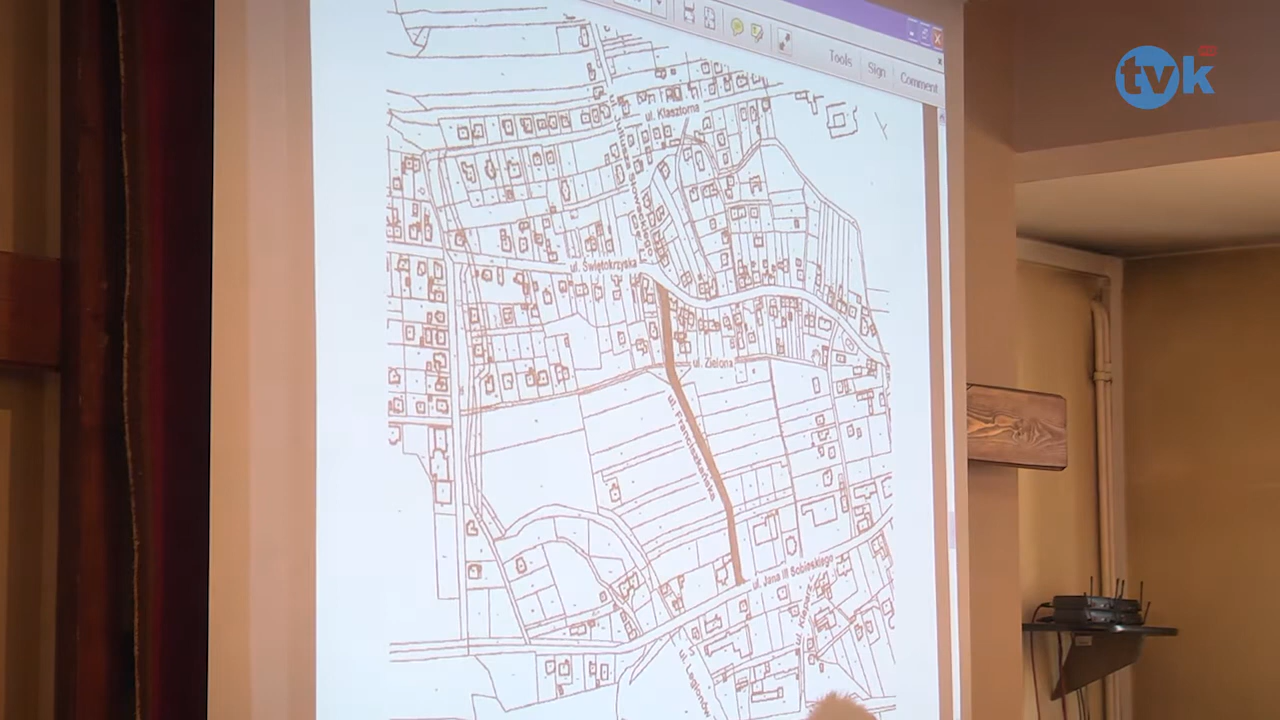 tvk
Tools
Sign
Comment
ul. Klasztorna
ul. Świętokrzyska
ul. Zielona
ul. Franciszkańska
ul. Jana III Sobieskiego
ul. Legionów